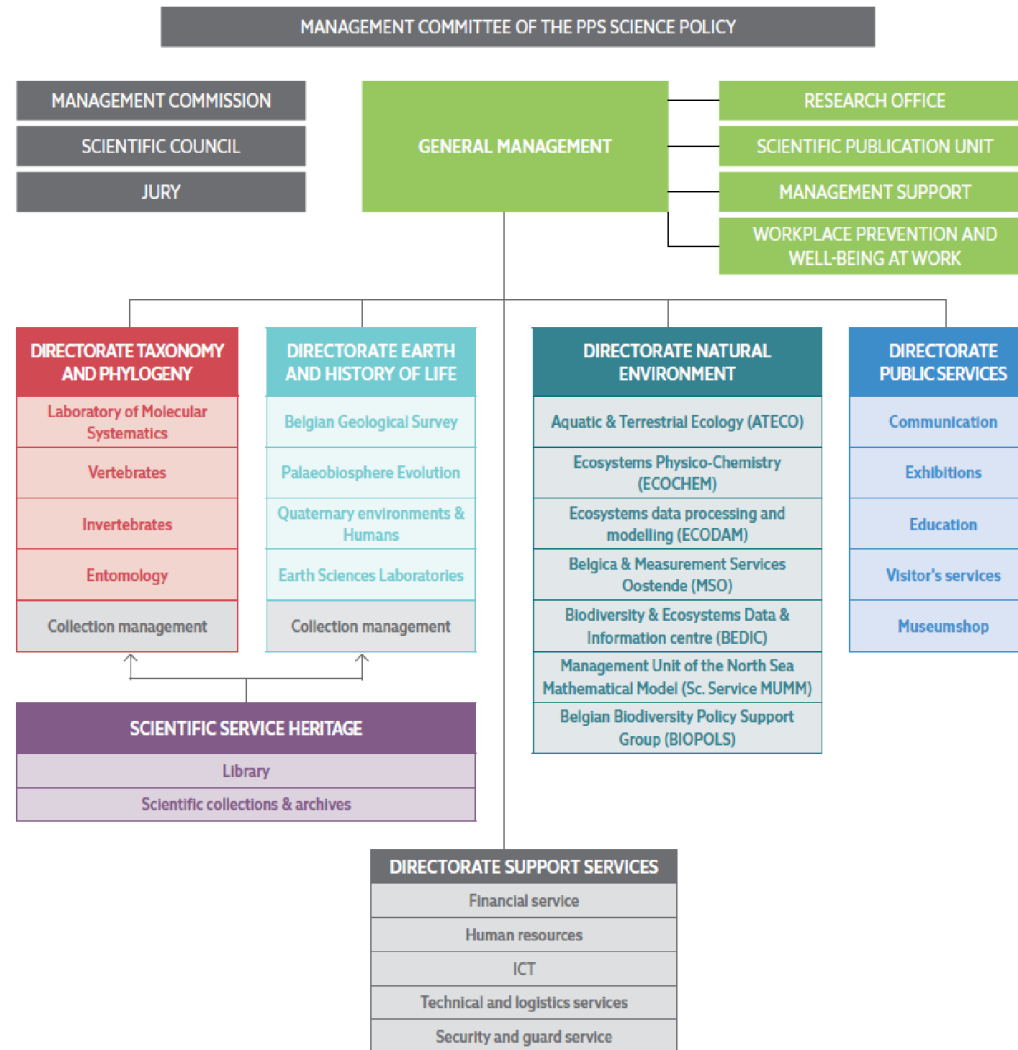 MANAGEMENT COMMITTEE OF THE PPS SCIENCE POLICY
MANAGEMENT COMMISSION
SCIENTIFIC COUNCIL
JURY
GENERAL MANAGEMENT
RESEARCH OFFICE
SCIENTIFIC PUBLICATION UNIT
MANAGEMENT SUPPORT
WORKPLACE PREVENTION AND
WELL-BEING AT WORK
DIRECTORATE TAXONOMY
AND PHYLOGENY
Laboratory of Molecular
Systematics
Vertebrates
Invertebrates
Entomology
Collection management
DIRECTORATE EARTH
AND HISTORY OF LIFE
Belgian Geological Survey
Palaeobiosphere Evolution
Quaternary environments &
Humans
Earth Sciences Laboratories
Collection management
DIRECTORATE NATURAL
ENVIRONMENT
Aquatic & Terrestrial Ecology (ATECO)
Ecosystems Physico-Chemistry
(ECOCHEM)
Ecosystems data processing and
modelling (ECODAM)
Belgica & Measurement Services
Oostende (MSO)
Biodiversity & Ecosystems Data &
Information centre (BEDIC)
Management Unit of the North Sea
Mathematical Model (Sc. Service MUMM)
Belgian Biodiversity Policy Support
Group (BIOPOLS)
DIRECTORATE
PUBLIC SERVICES
Communication
Exhibitions
Education
Visitor's services
Museumshop
SCIENTIFIC SERVICE HERITAGE
Library
Scientific collections & archives
DIRECTORATE SUPPORT SERVICES
Financial service
Human resources
ICT
Technical and logistics services
Security and guard service